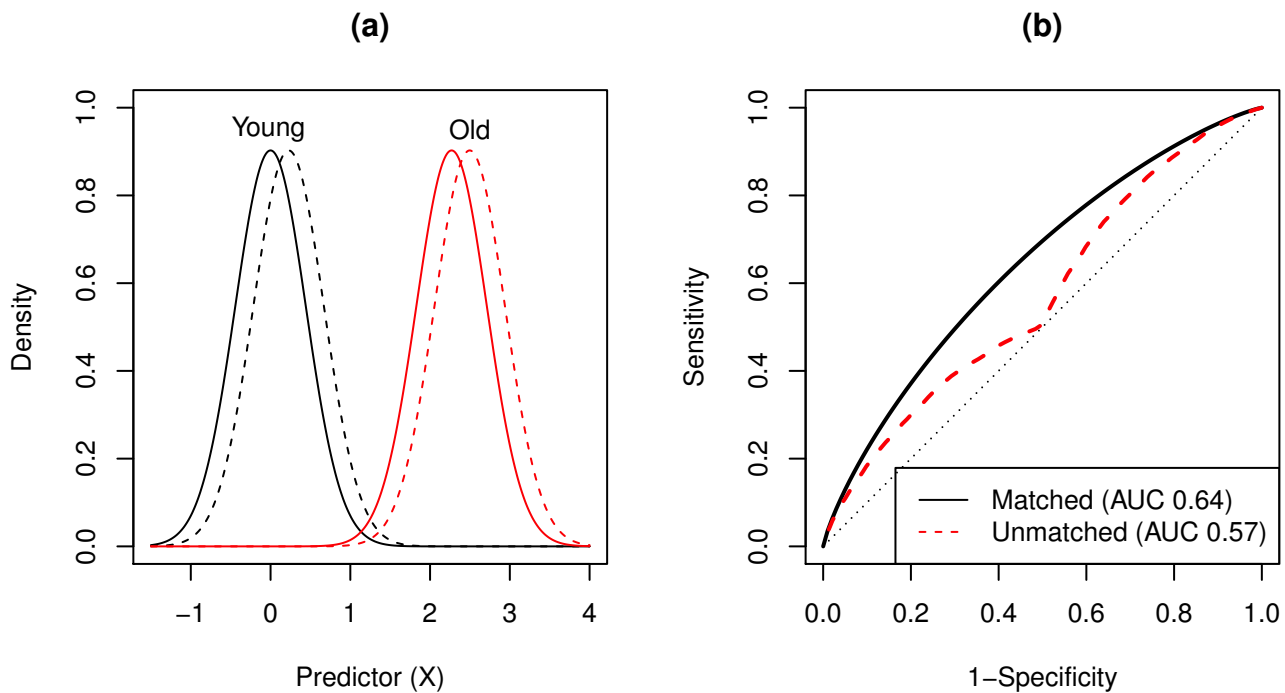 (a)
Young
Old
Density
0.0
0.2
0.4
0.6
0.8
1.0
−1
0
1
2
3
4
Predictor (X)
(b)
Sensitivity
0.0
0.2
0.4
0.6
0.8
1.0
Matched (AUC 0.64)
Unmatched (AUC 0.57)
0.0
0.2
0.4
0.6
0.8
1.0
1−Specificity